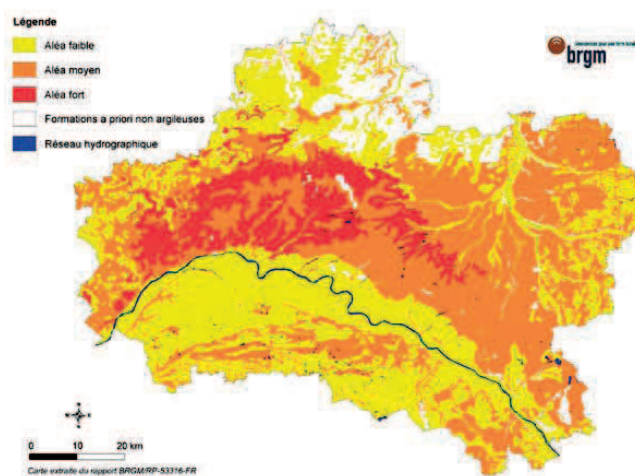 Légende
Aléa faible
Aléa moyen
Aléa fort
Formations a priori non argileuses
Réseau hydrographique
brgm
0 10 20 km
Carte extraite du rapport BRGM/RP-53316-FR